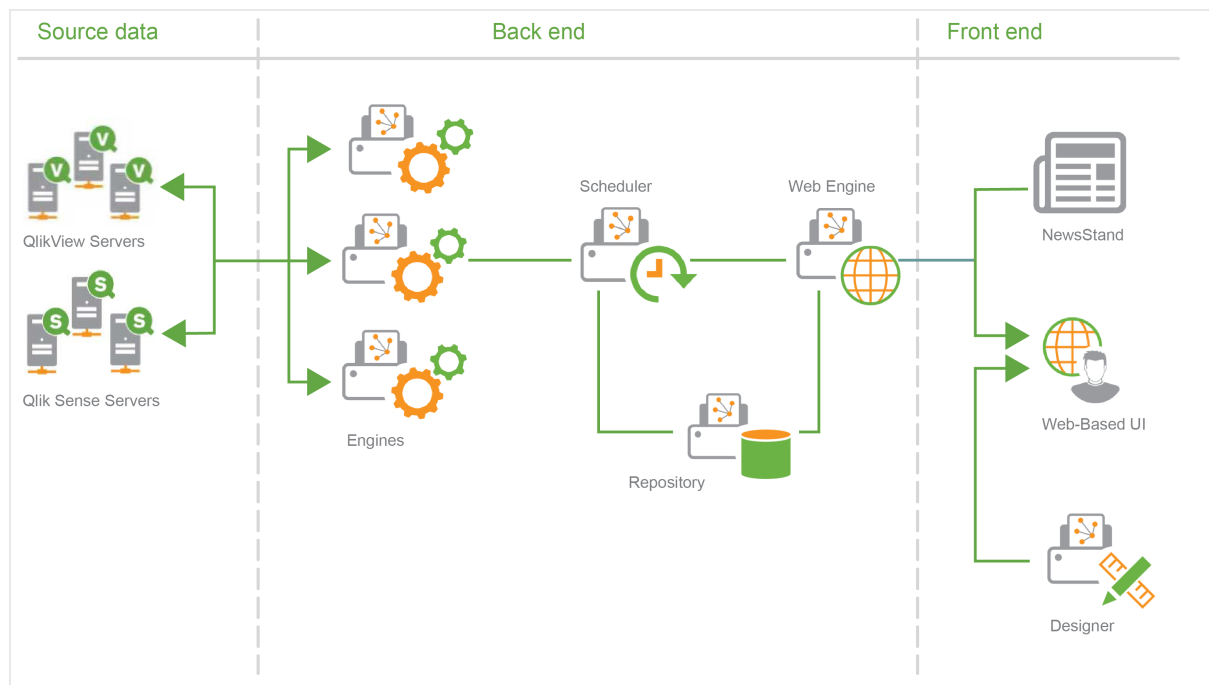 Source data
Back end
Front end
V
V
V
QlikView Servers
S
S
S
Qlik Sense Servers
Engines
Scheduler
Web Engine
Repository
NewsStand
Web-Based UI
Designer